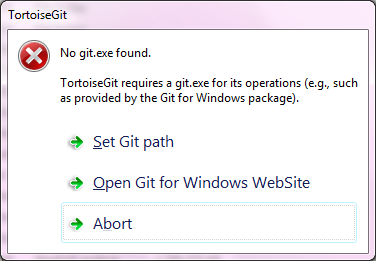 TortoiseGit
No git.exe found.
TortoiseGit requires a git.exe for its operations (e.g., such
as provided by the Git for Windows package).
Set Git path
Open Git for Windows WebSite
Abort